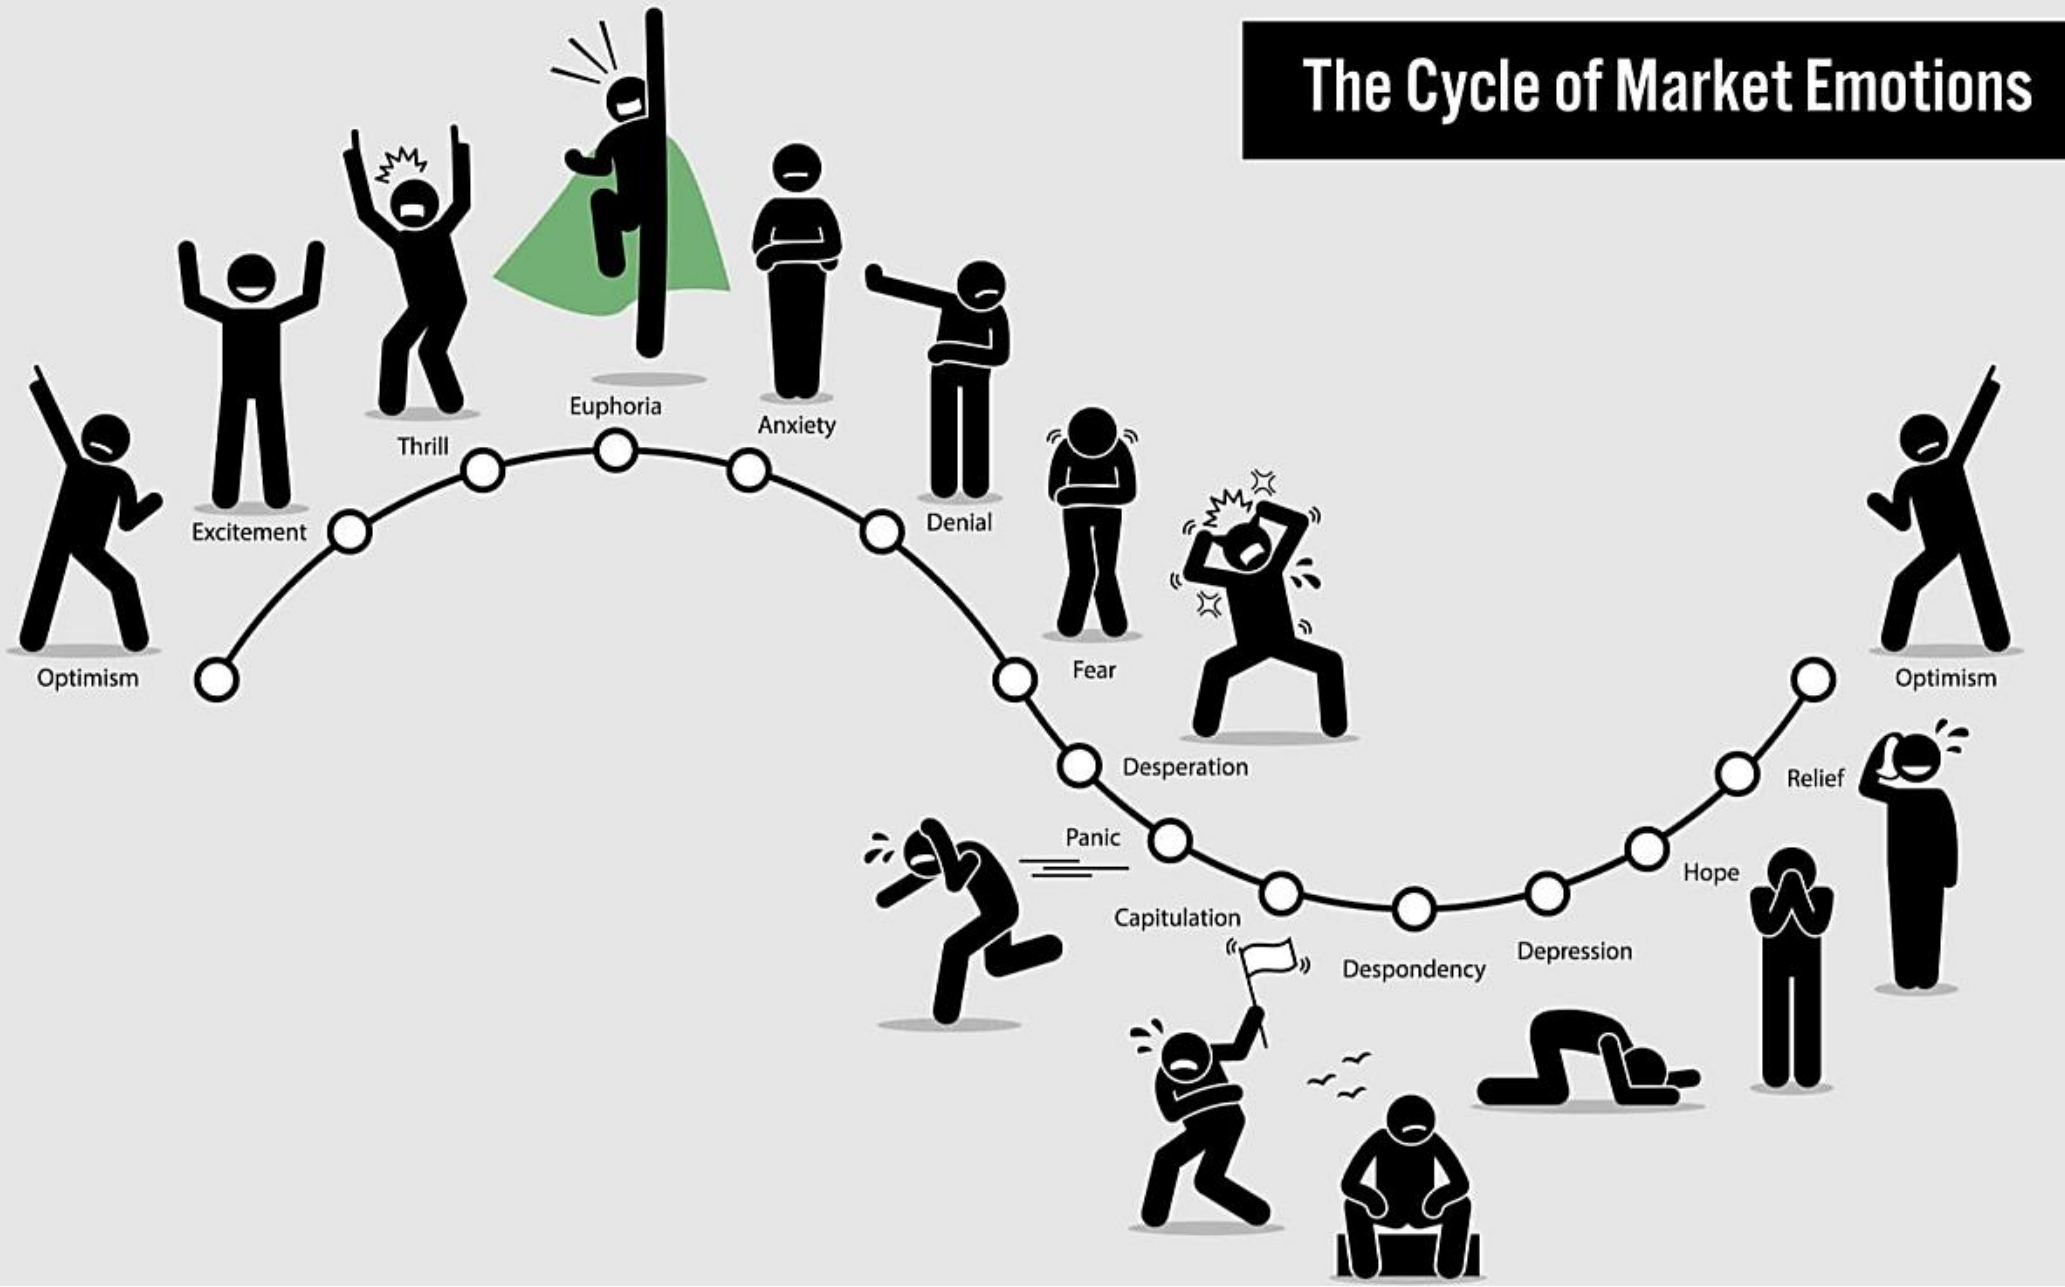 The Cycle of Market Emotions
Optimism
Excitement
Thrill
Euphoria
Anxiety
Denial
Fear
Desperation
Panic
Capitulation
Despondency
Depression
Hope
Relief
Optimism